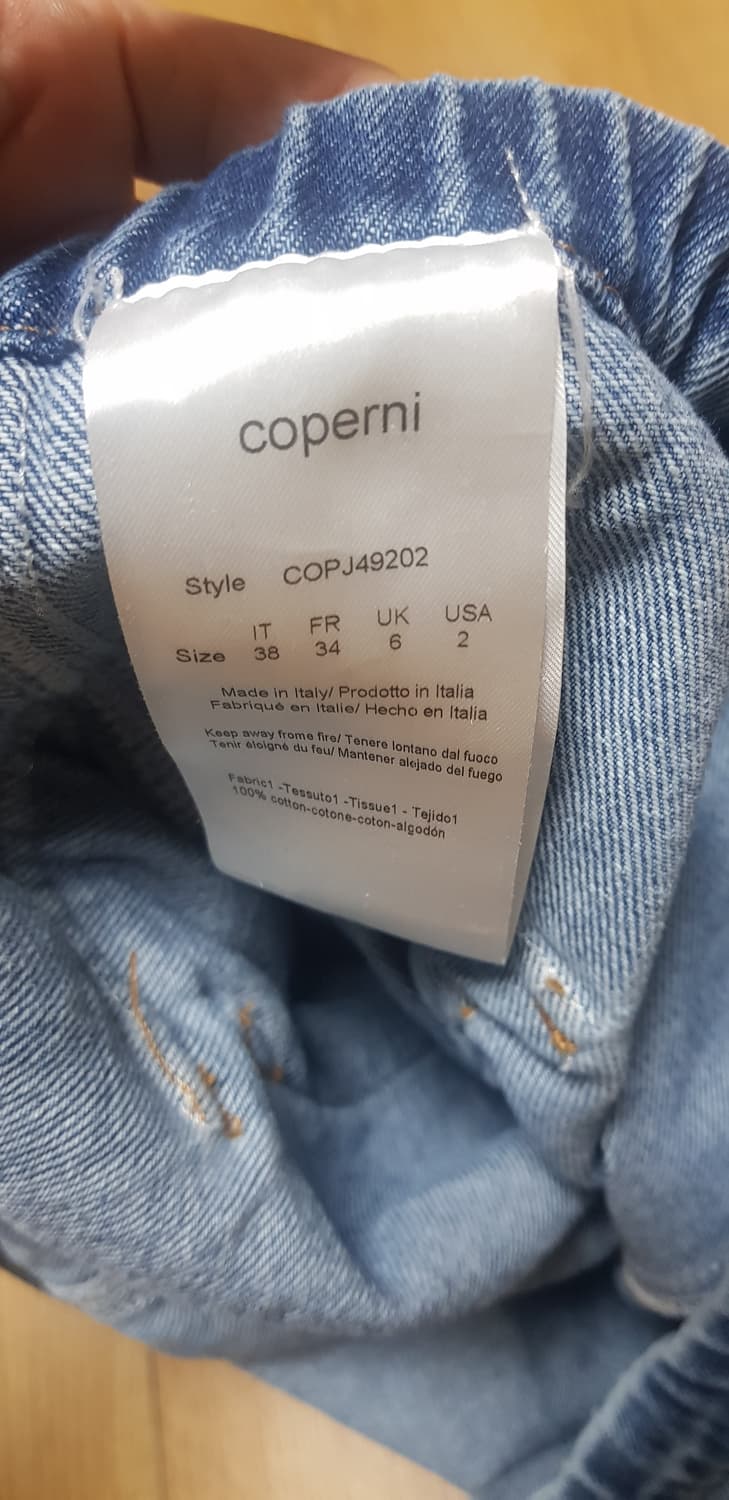 coperni
Style COPJ49202
IT FR UK USA
Size 38 34 6 2
Made in Italy/ Prodotto in Italia
Fabriqué en Italie/ Hecho en Italia
Keep away frome fire/ Tenere lontano dal fuoco
Tenir éloigné du feu/ Mantener alejado del fuego
Fabric1 -Tessuto1 -Tissue1 - Tejido1
100% cotton-cotone-coton-algodón